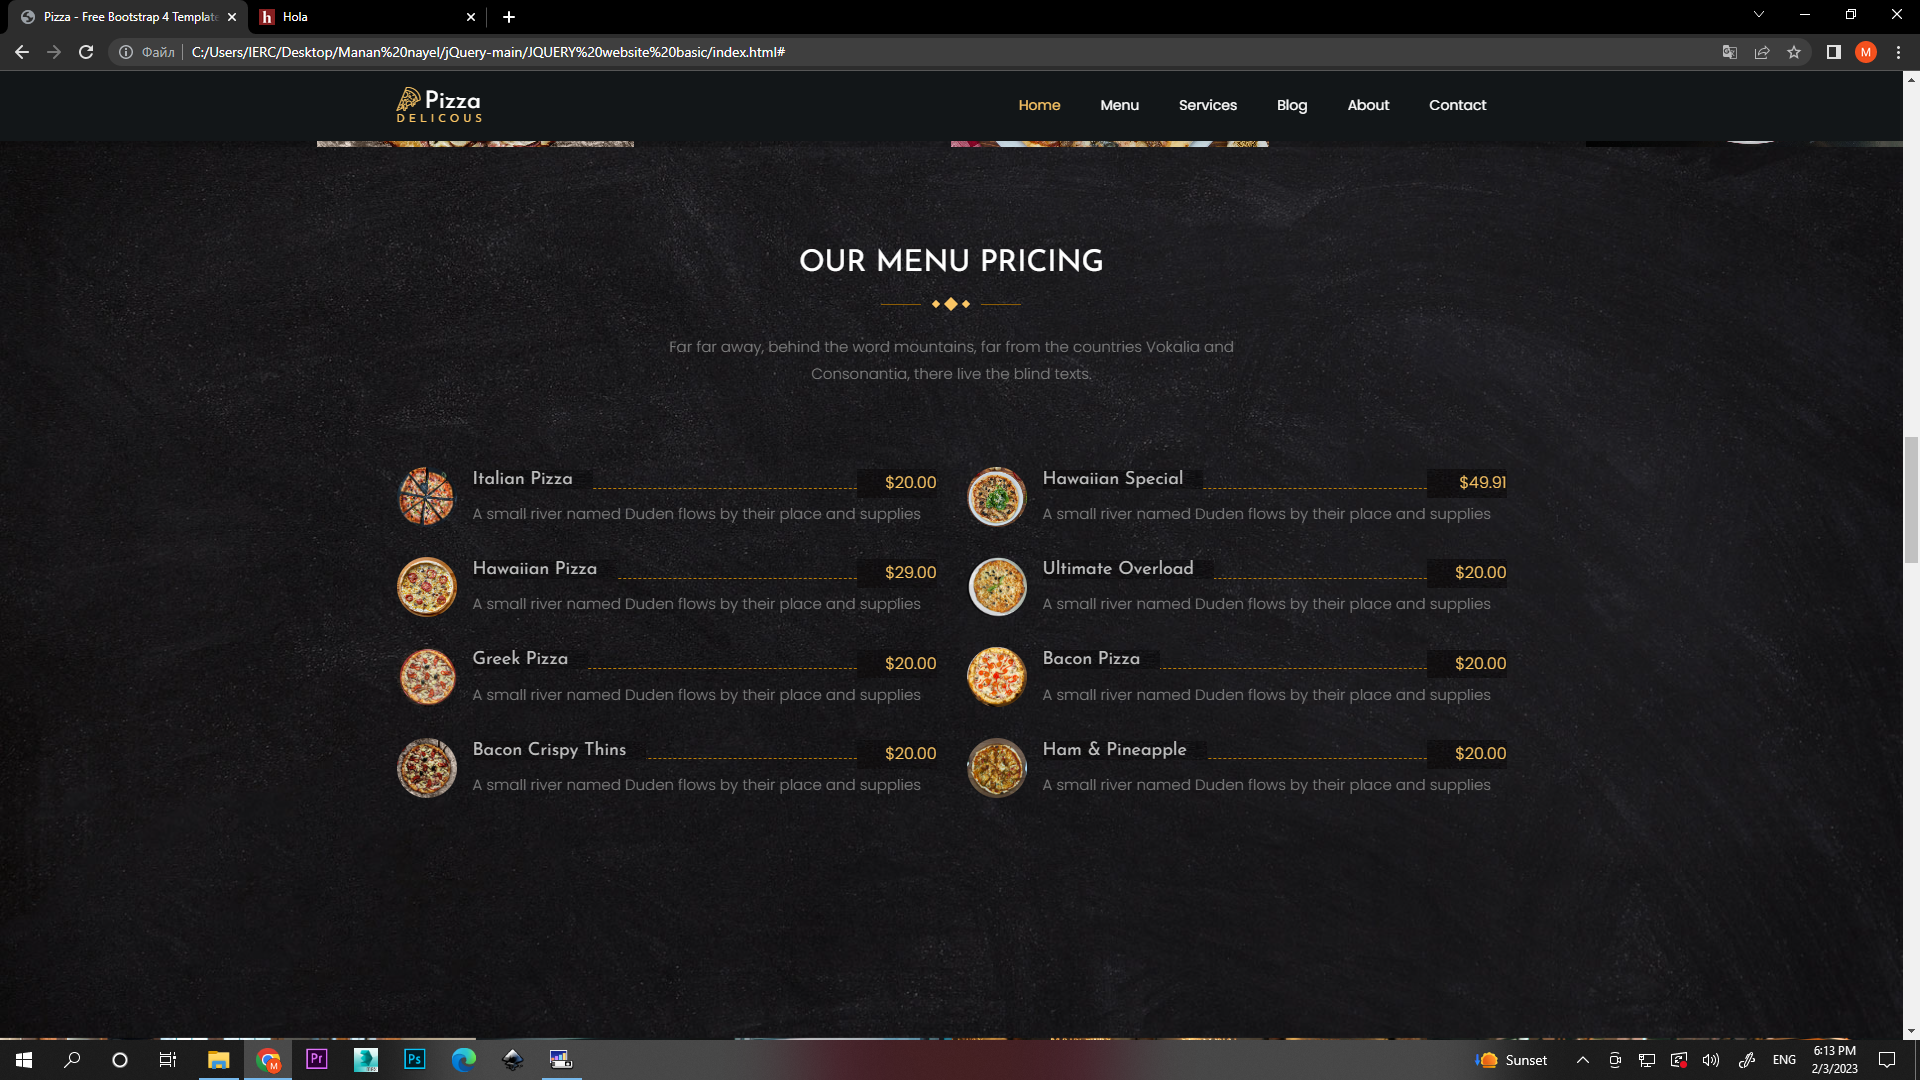 Pizza - Free Bootstrap 4 Template
Hola
Файл
C:/Users/IERC/Desktop/Manan%20nayel/jQuery-main/JQUERY%20website%20basic/index.html#
M
Pizza
DELICOUS
Home
Menu
Services
Blog
About
Contact
OUR MENU PRICING
Far far away, behind the word mountains, far from the countries Vokalia and
Consonantia, there live the blind texts.
Italian Pizza $20.00
A small river named Duden flows by their place and supplies
Hawaiian Pizza $29.00
A small river named Duden flows by their place and supplies
Greek Pizza $20.00
A small river named Duden flows by their place and supplies
Bacon Crispy Thins $20.00
A small river named Duden flows by their place and supplies
Hawaiian Special $49.91
A small river named Duden flows by their place and supplies
Ultimate Overload $20.00
A small river named Duden flows by their place and supplies
Bacon Pizza $20.00
A small river named Duden flows by their place and supplies
Ham & Pineapple $20.00
A small river named Duden flows by their place and supplies
M
Pr
Ps
Sunset
ENG
6:13 PM
2/3/2023